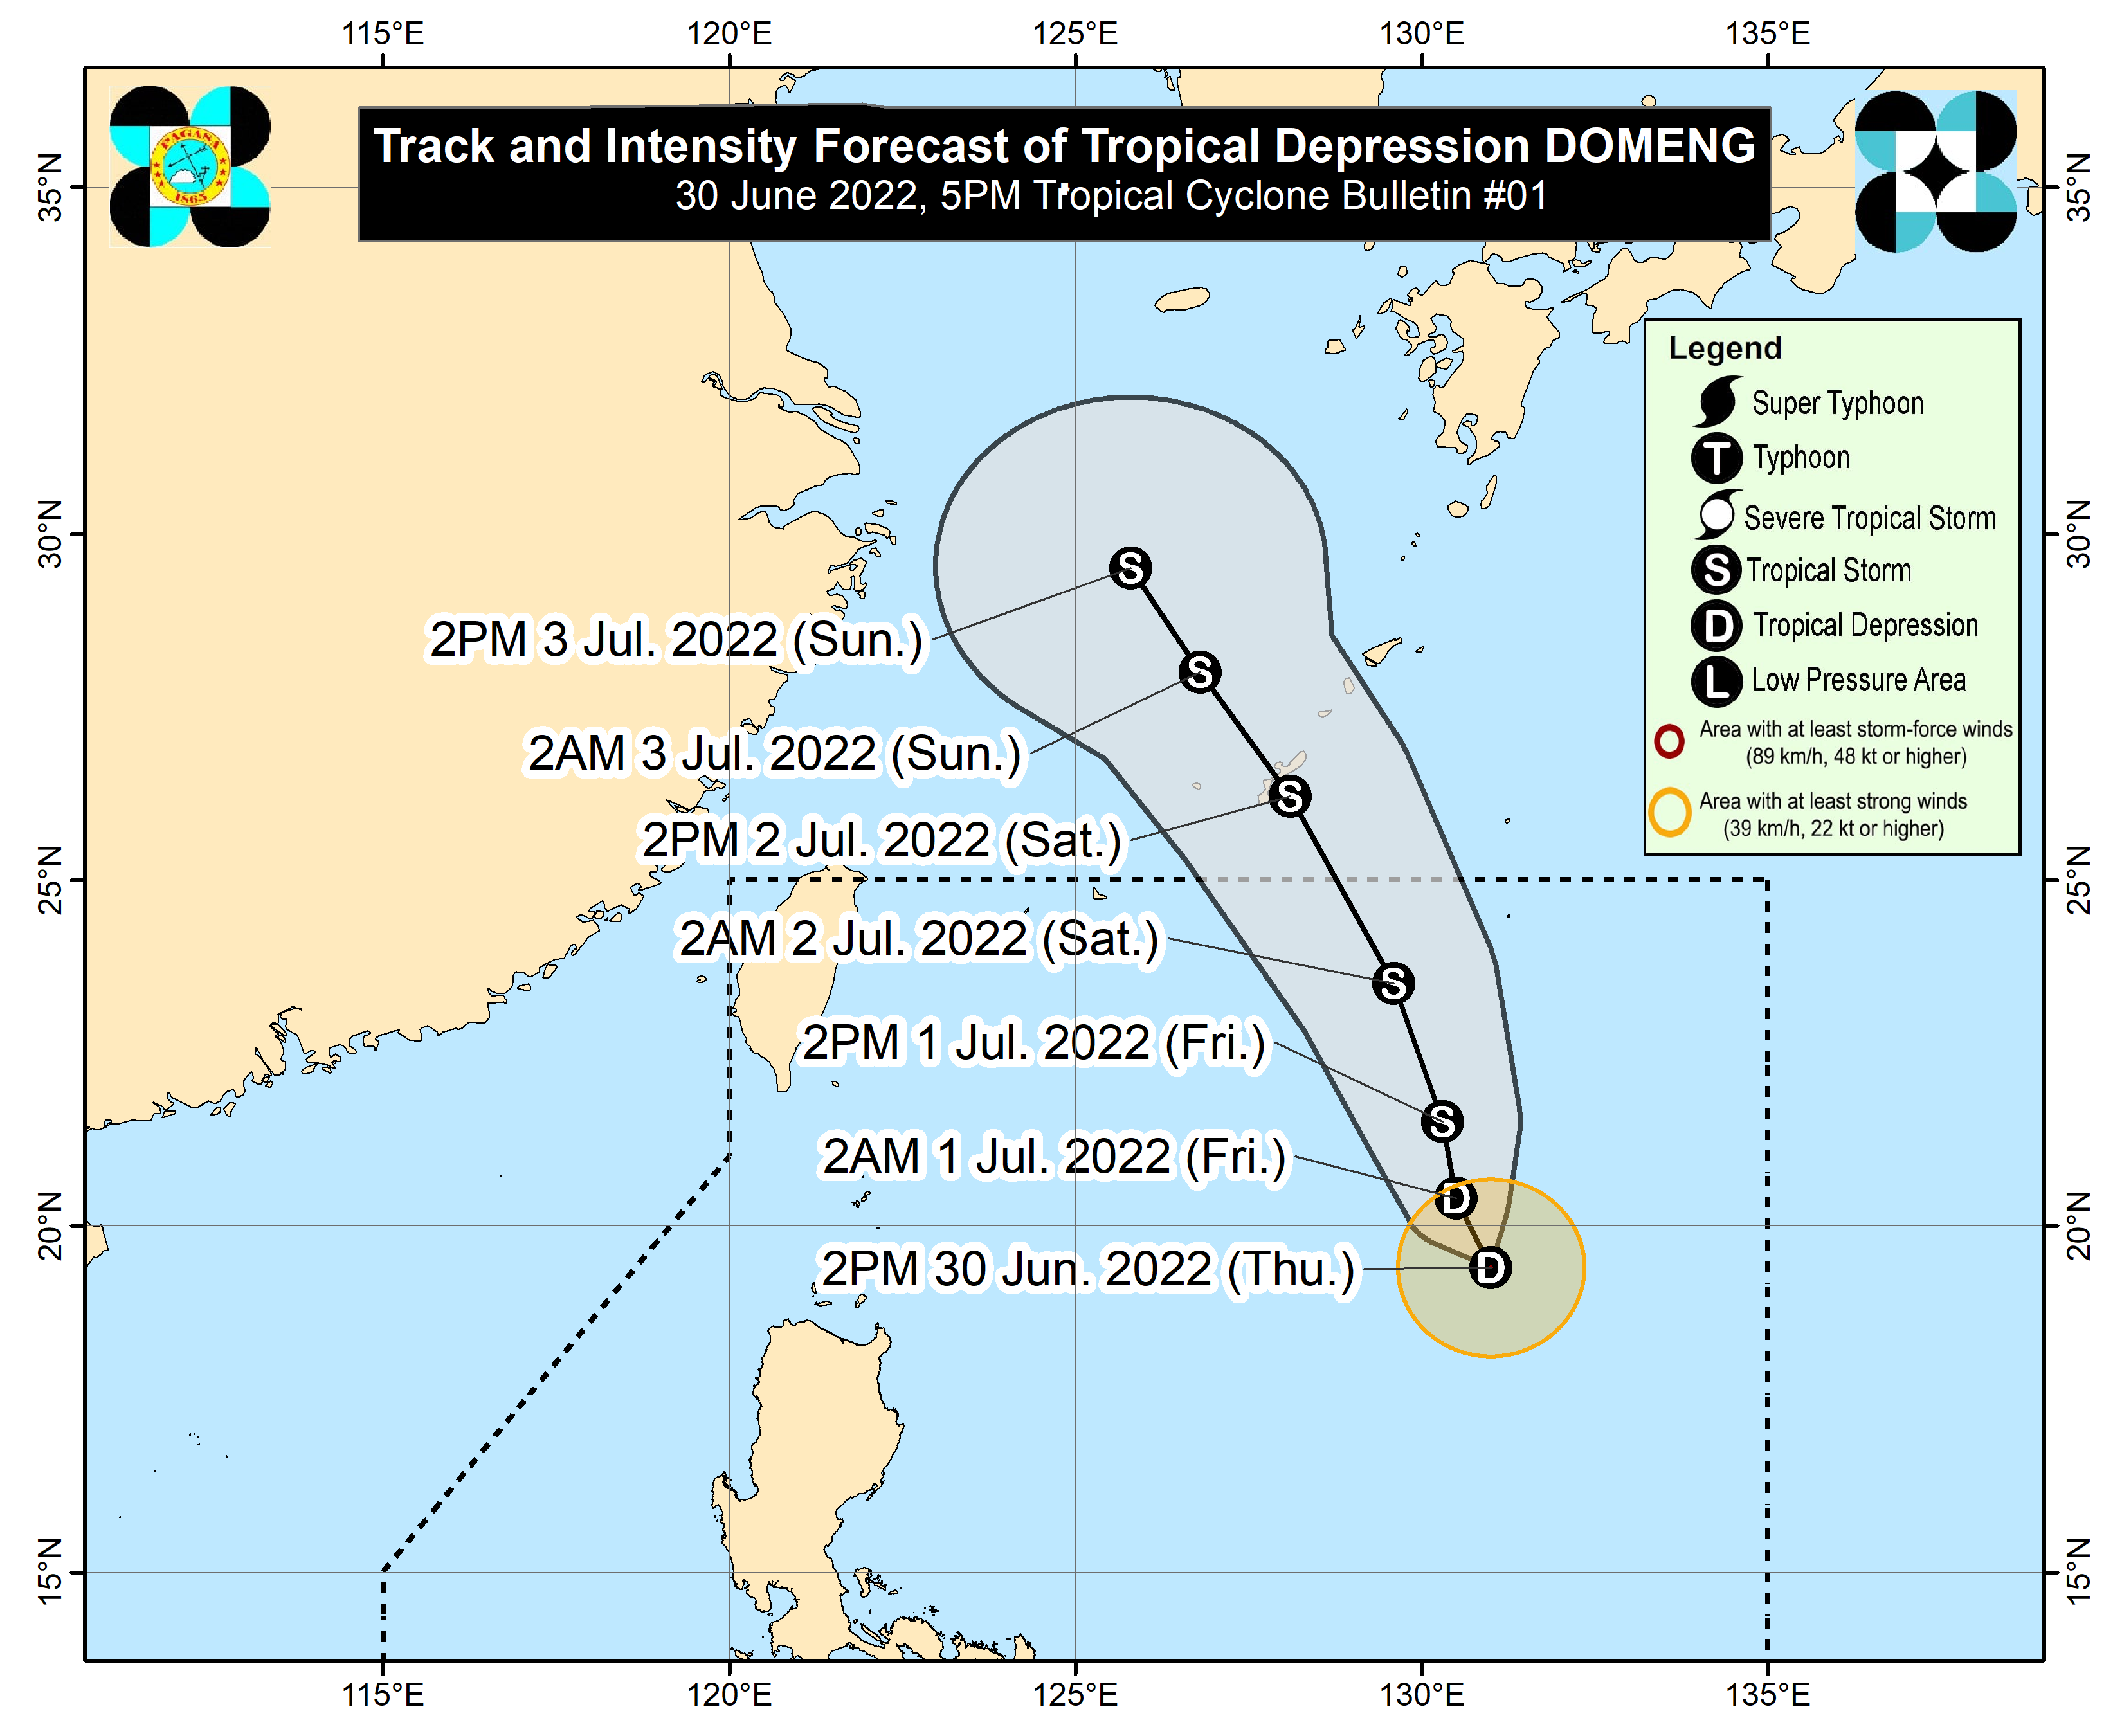 115°E 120°E 125°E 130°E 135°E
Track and Intensity Forecast of Tropical Depression DOMENG
30 June 2022, 5PM Tropical Cyclone Bulletin #01
PAGASA
1865
35°N 35°N
Legend
Super Typhoon
T Typhoon
Severe Tropical Storm
S Tropical Storm
D Tropical Depression
L Low Pressure Area
Area with at least storm-force winds
(89 km/h, 48 kt or higher)
Area with at least strong winds
(39 km/h, 22 kt or higher)
30°N 30°N
S
2PM 3 Jul. 2022 (Sun.)
S
2AM 3 Jul. 2022 (Sun.)
S
2PM 2 Jul. 2022 (Sat.)
25°N 25°N
2AM 2 Jul. 2022 (Sat.)
S
2PM 1 Jul. 2022 (Fri.)
S
2AM 1 Jul. 2022 (Fri.)
D
20°N 20°N
2PM 30 Jun. 2022 (Thu.)
D
15°N 15°N
115°E 120°E 125°E 130°E 135°E